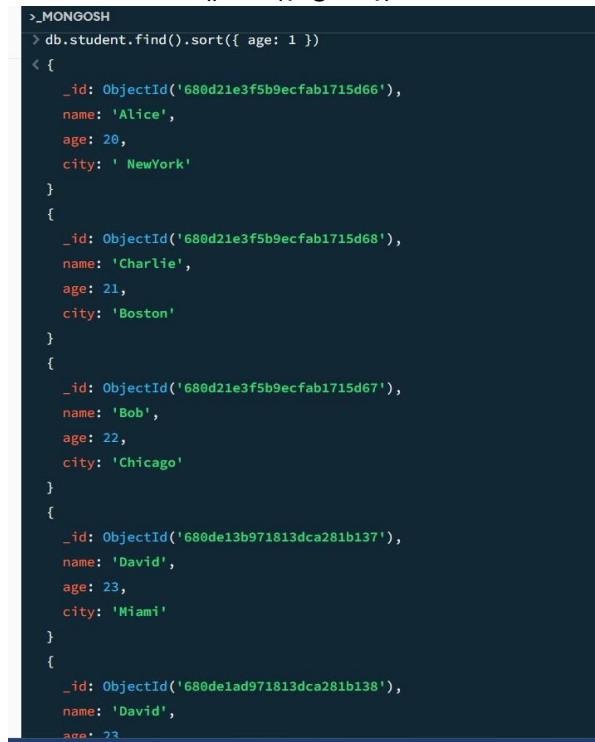 >_MONGOSH
> db.student.find().sort({ age: 1 })
< {
_id: ObjectId('680d21e3f5b9ecfab1715d66'),
name: 'Alice',
age: 20,
city: ' NewYork'
}
{
_id: ObjectId('680d21e3f5b9ecfab1715d68'),
name: 'Charlie',
age: 21,
city: 'Boston'
}
{
_id: ObjectId('680d21e3f5b9ecfab1715d67'),
name: 'Bob',
age: 22,
city: 'Chicago'
}
{
_id: ObjectId('680de13b971813dca281b137'),
name: 'David',
age: 23,
city: 'Miami'
}
{
_id: ObjectId('680de1ad971813dca281b138'),
name: 'David',
age: 23